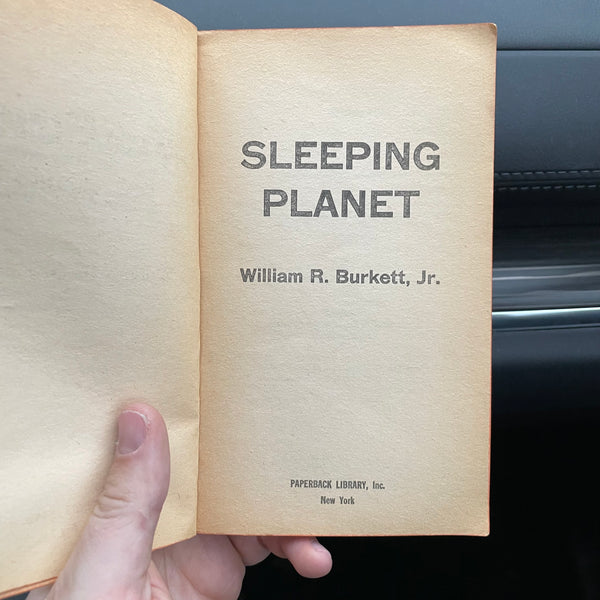 SLEEPING
PLANET
William R. Burkett, Jr.
PAPERBACK LIBRARY, Inc.
New York